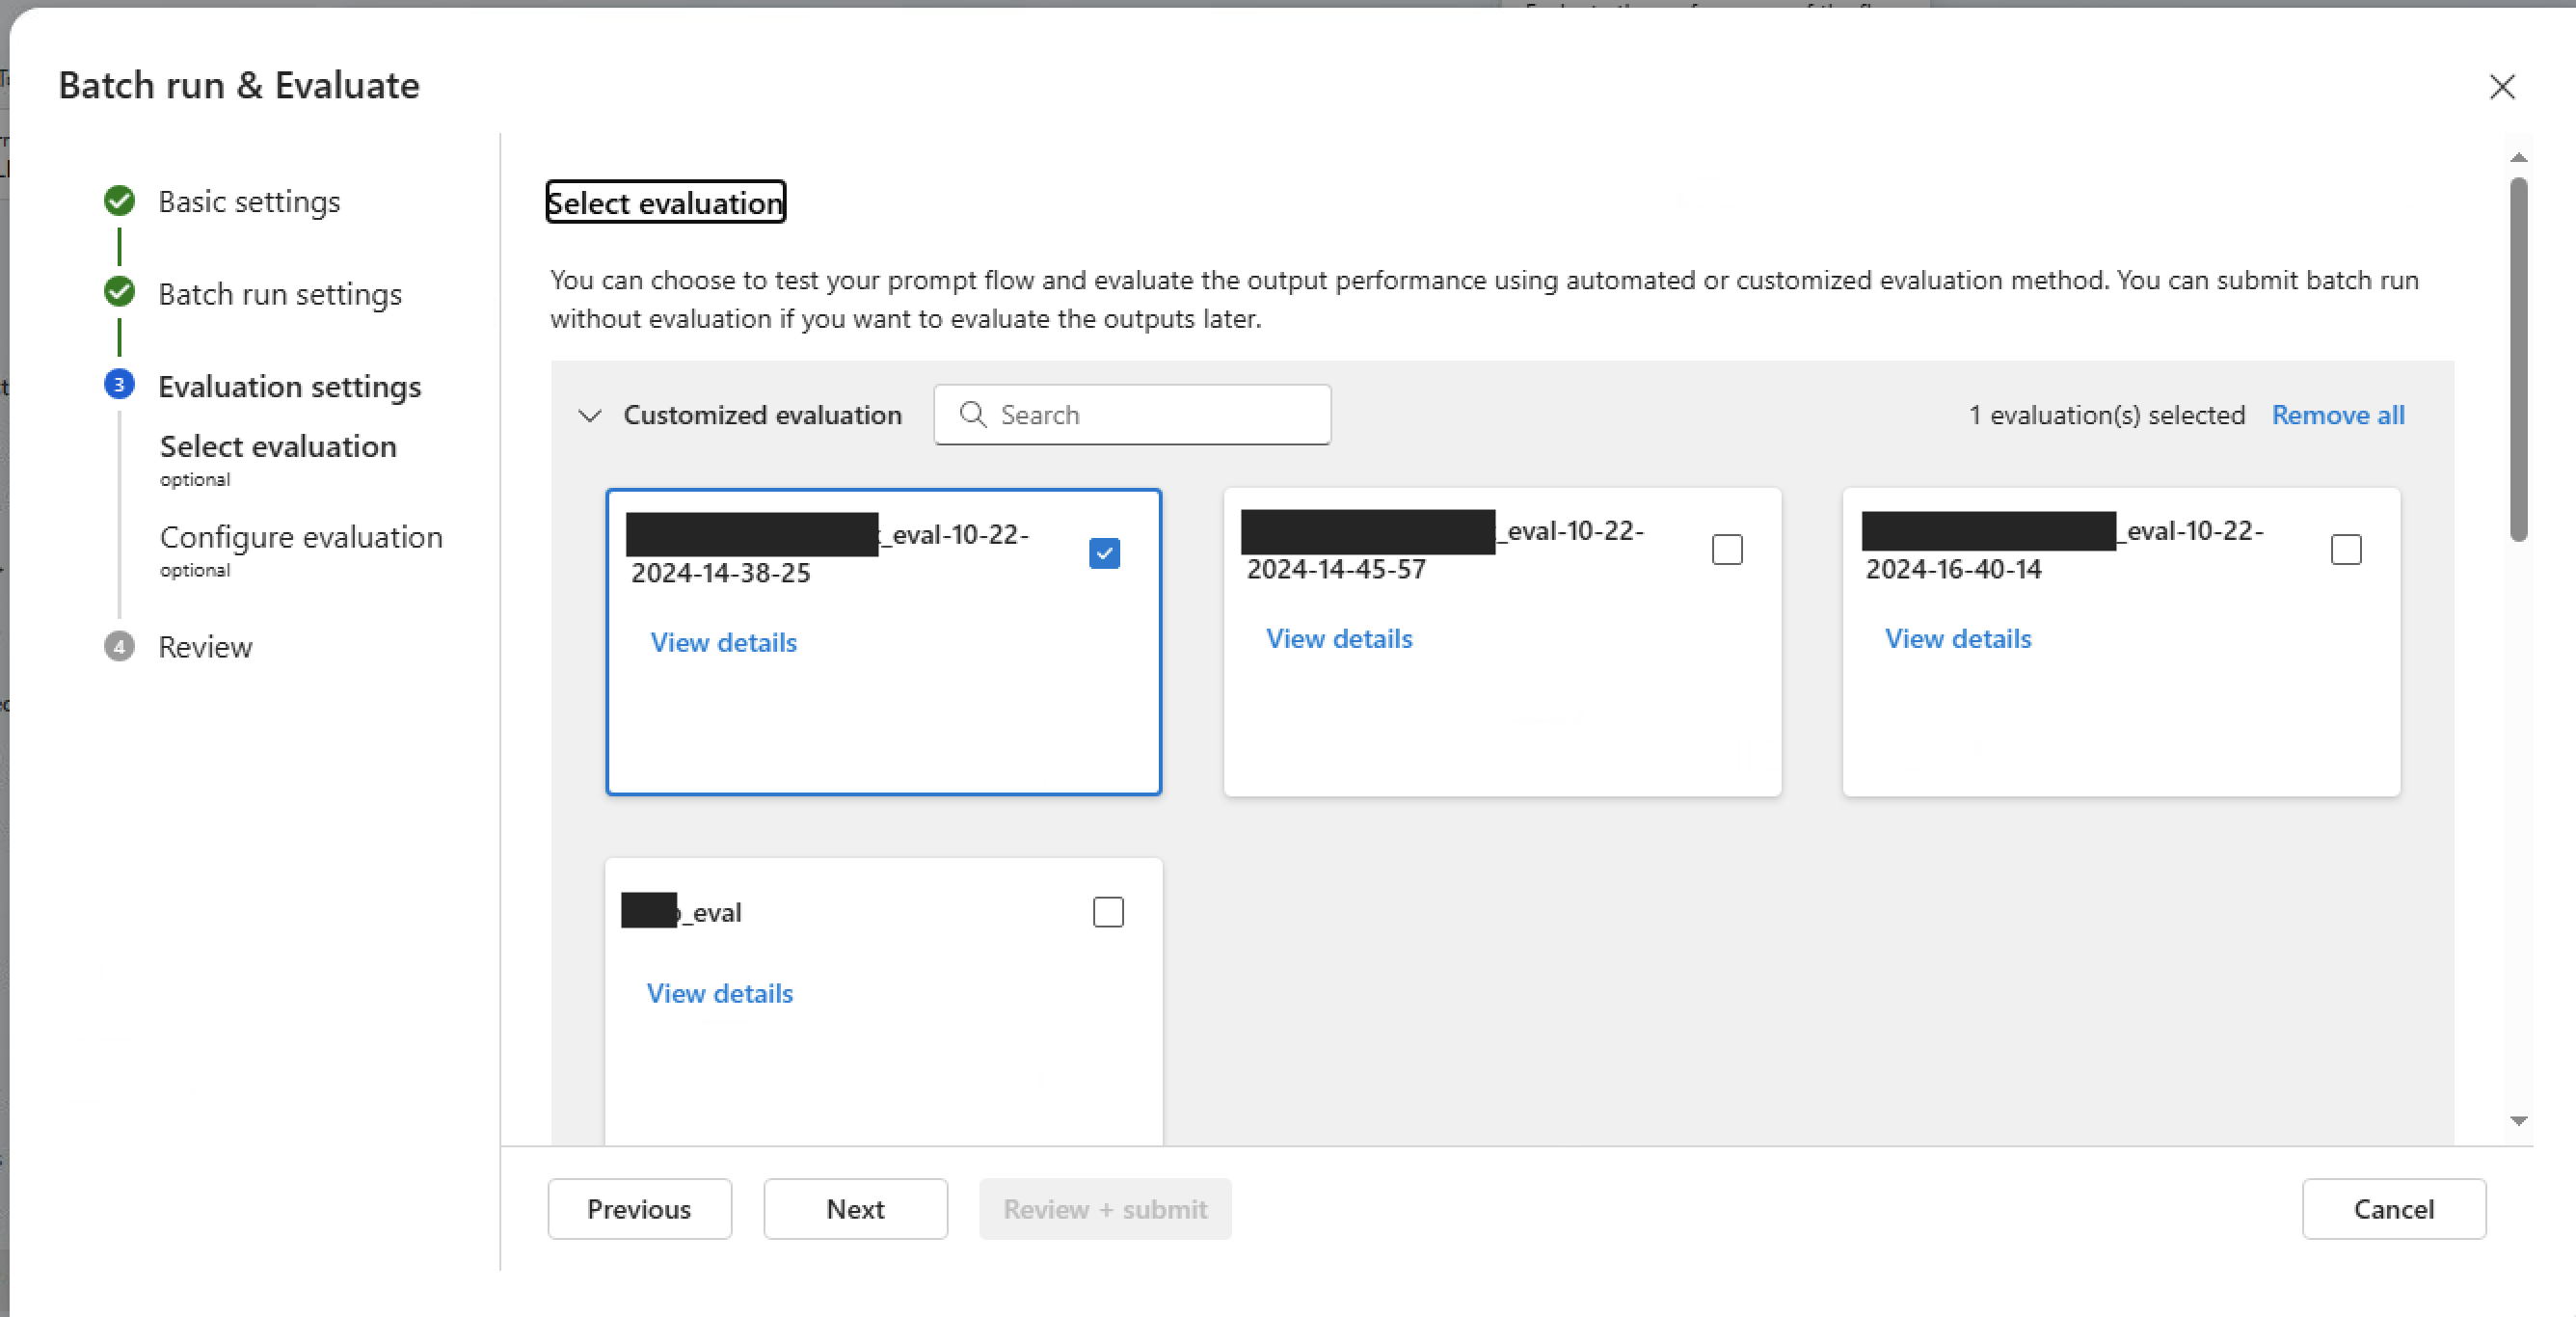 Batch run & Evaluate
Basic settings
Batch run settings
3
Evaluation settings
Select evaluation
optional
Configure evaluation
optional
4
Review
Select evaluation
You can choose to test your prompt flow and evaluate the output performance using automated or customized evaluation method. You can submit batch run
without evaluation if you want to evaluate the outputs later.
Customized evaluation
Search
1 evaluation(s) selected
Remove all
_eval-10-22-
2024-14-38-25
View details
_eval-10-22-
2024-14-45-57
View details
_eval-10-22-
2024-16-40-14
View details
_eval
View details
Previous
Next
Review + submit
Cancel